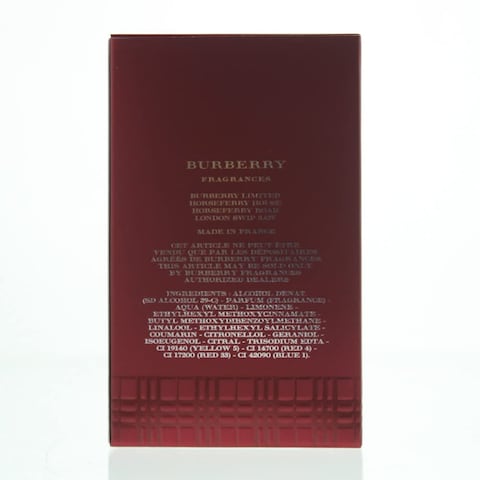 BURBERRY
FRAGRANCES
BURBERRY LIMITED
HORSEFERRY HOUSE
HORSEFERRY ROAD
LONDON SW1P 2AW
MADE IN FRANCE
CET ARTICLE NE PEUT ÊTRE
VENDU QUE PAR LES DÉPOSITAIRES
AGRÉÉS DE BURBERRY FRAGRANCES
THIS ARTICLE MAY BE SOLD ONLY
BY BURBERRY FRAGRANCES
AUTHORIZED DEALERS
INGREDIENTS : ALCOHOL DENAT.
(SD ALCOHOL 39-C) - PARFUM (FRAGRANCE) -
AQUA (WATER) - LIMONENE -
ETHYLHEXYL METHOXYCINNAMATE -
BUTYL METHOXYDIBENZOYLMETHANE -
LINALOOL - ETHYLHEXYL SALICYLATE -
COUMARIN - CITRONELLOL - GERANIOL -
ISOEUGENOL - CITRAL - TRISODIUM EDTA -
CI 19140 (YELLOW 5) - CI 14700 (RED 4) -
CI 17200 (RED 33) - CI 42090 (BLUE 1).